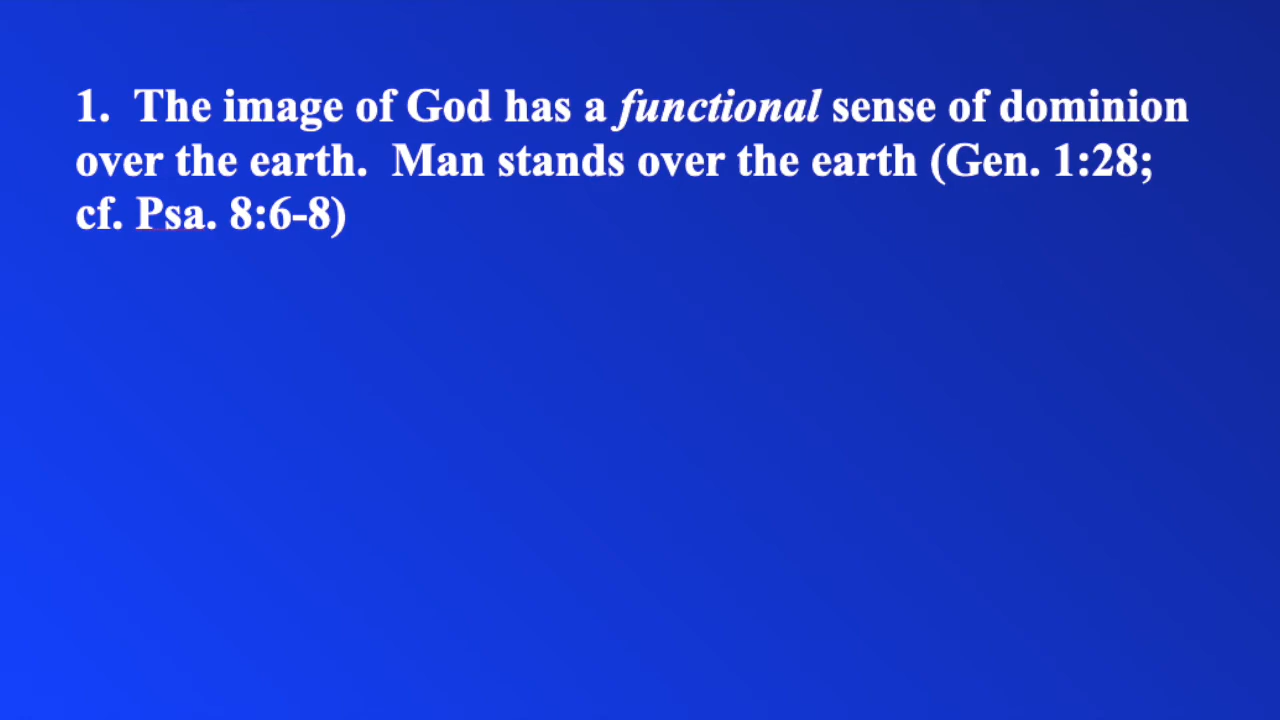 1.  The image of God has a functional sense of dominion
over the earth.  Man stands over the earth (Gen. 1:28;
cf. Psa. 8:6-8)